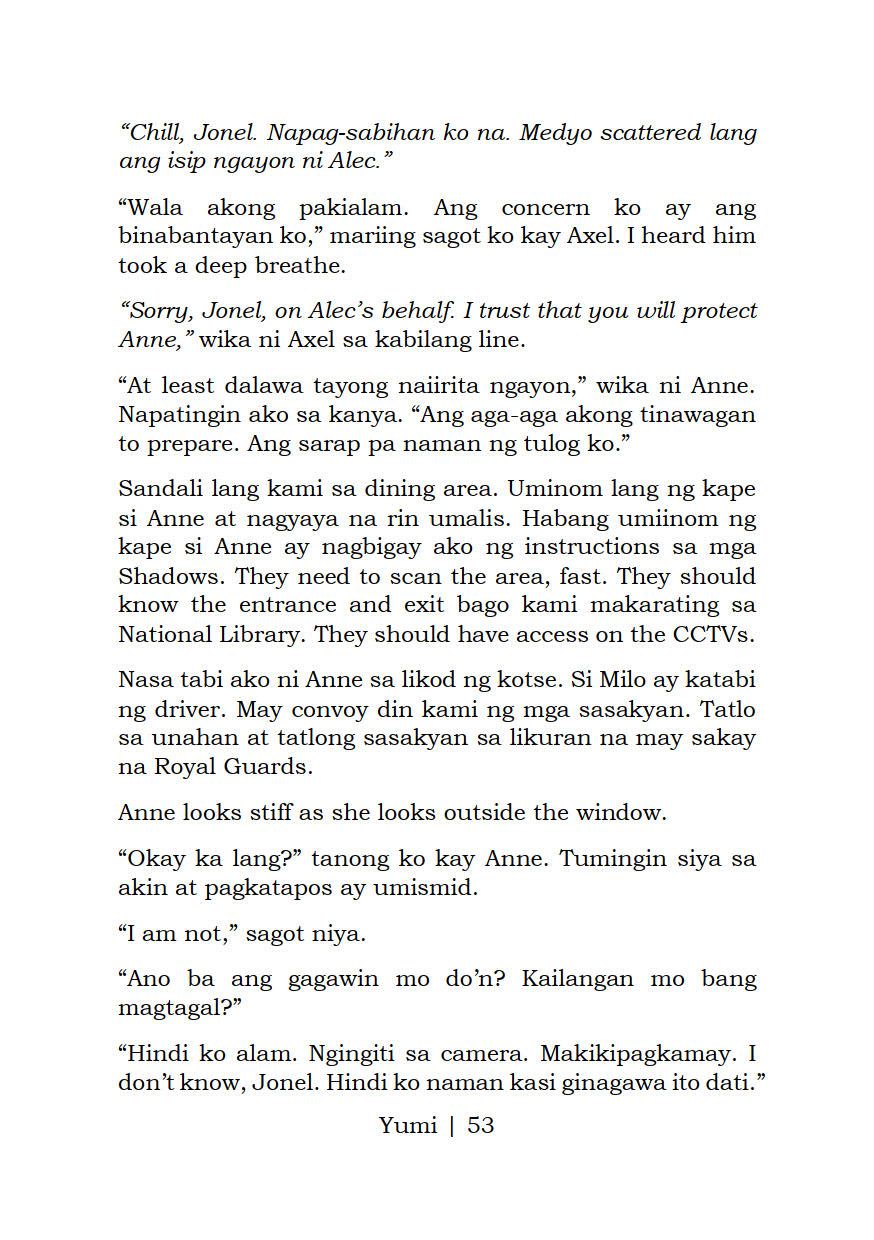 “Chill, Jonel. Napag-sabihan ko na. Medyo scattered lang
ang isip ngayon ni Alec.”
“Wala akong pakialam. Ang concern ko ay ang
binabantayan ko,” mariing sagot ko kay Axel. I heard him
took a deep breathe.
“Sorry, Jonel, on Alec’s behalf. I trust that you will protect
Anne,” wika ni Axel sa kabilang line.
“At least dalawa tayong naiirita ngayon,” wika ni Anne.
Napatingin ako sa kanya. “Ang aga-aga akong tinawagan
to prepare. Ang sarap pa naman ng tulog ko.”
Sandali lang kami sa dining area. Uminom lang ng kape
si Anne at nagyaya na rin umalis. Habang umiinom ng
kape si Anne ay nagbigay ako ng instructions sa mga
Shadows. They need to scan the area, fast. They should
know the entrance and exit bago kami makarating sa
National Library. They should have access on the CCTVs.
Nasa tabi ako ni Anne sa likod ng kotse. Si Milo ay katabi
ng driver. May convoy din kami ng mga sasakyan. Tatlo
sa unahan at tatlong sasakyan sa likuran na may sakay
na Royal Guards.
Anne looks stiff as she looks outside the window.
“Okay ka lang?” tanong ko kay Anne. Tumingin siya sa
akin at pagkatapos ay umismid.
“I am not,” sagot niya.
“Ano ba ang gagawin mo do’n? Kailangan mo bang
magtagal?”
“Hindi ko alam. Ngingiti sa camera. Makikipagkamay. I
don’t know, Jonel. Hindi ko naman kasi ginagawa ito dati.”
Yumi | 53